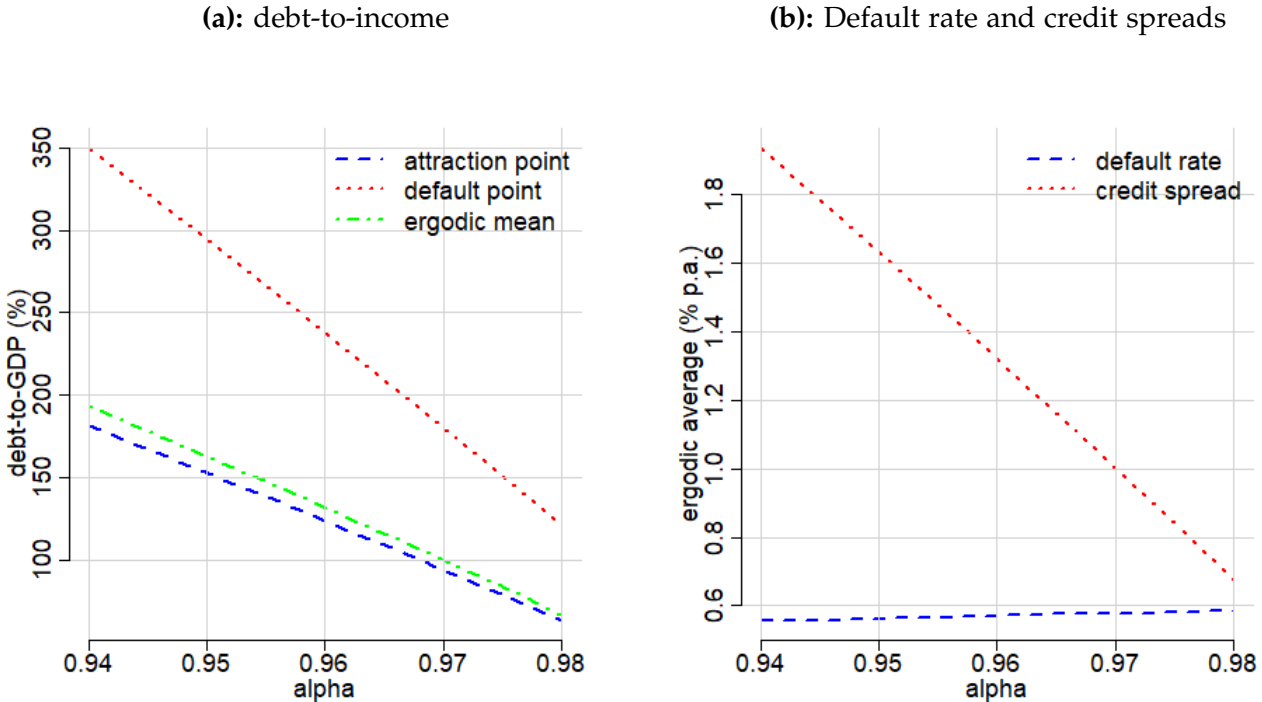 (a): debt-to-income
debt-to-GDP (%)
350
300
250
200
150
100
attraction point
default point
ergodic mean
0.94 0.95 0.96 0.97 0.98
alpha
(b): Default rate and credit spreads
ergodic average (% p.a.)
1.8
1.6
1.4
1.2
1.0
0.8
0.6
default rate
credit spread
0.94 0.95 0.96 0.97 0.98
alpha